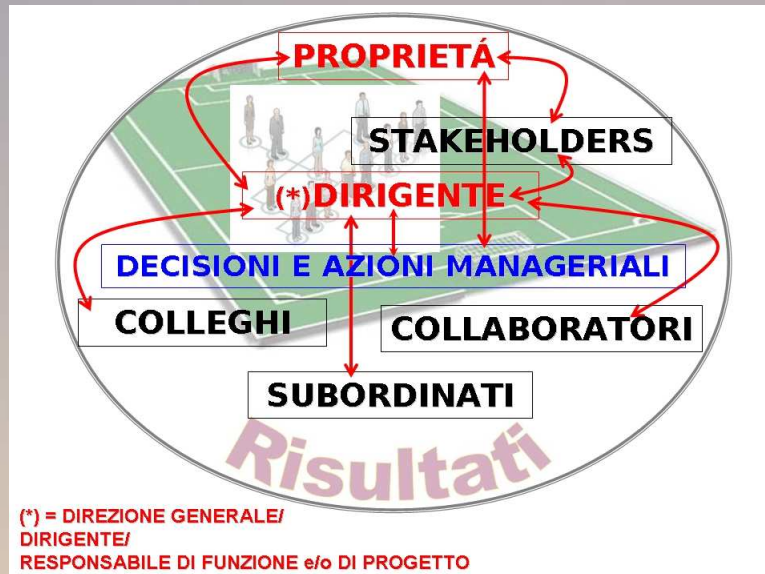 PROPRIETÁ
STAKEHOLDERS
(*)DIRIGENTE
DECISIONI E AZIONI MANAGERIALI
COLLEGHI
COLLABORATORI
SUBORDINATI
Risultati
(*) = DIREZIONE GENERALE/
DIRIGENTE/
RESPONSABILE DI FUNZIONE e/o DI PROGETTO